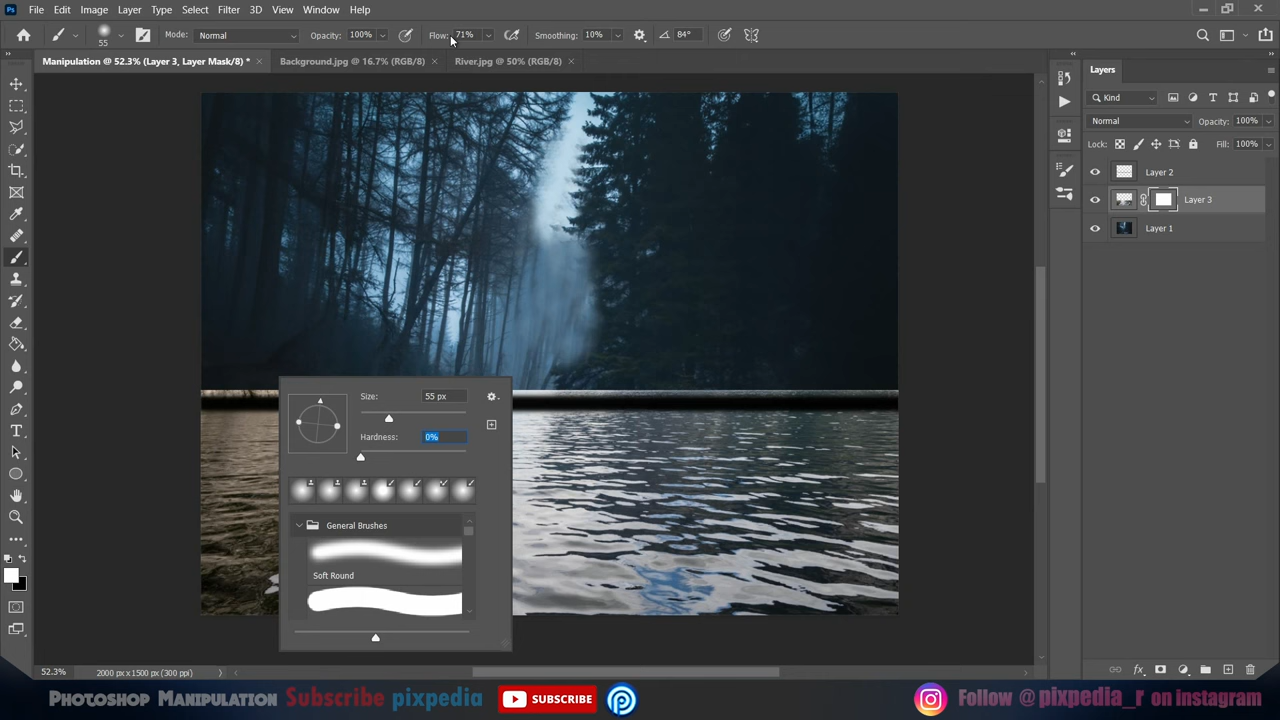 Ps File Edit Image Layer Type Select Filter 3D View Window Help
55 Mode: Normal Opacity: 100% Flow: 71% Smoothing: 10% 84°
Manipulation @ 52.3% (Layer 3, Layer Mask/8) * Background.jpg @ 16.7% (RGB/8) River.jpg @ 50% (RGB/8)
Layers
Kind
Normal Opacity: 100%
Lock: Fill: 100%
Layer 2
Layer 3
Layer 1
Size: 55 px
Hardness: 0%
General Brushes
Soft Round
52.3% 2000 px x 1500 px (300 ppi)
Photoshop Manipulation Subscribe pixpedia SUBSCRIBE Follow @pixpedia_r on instagram